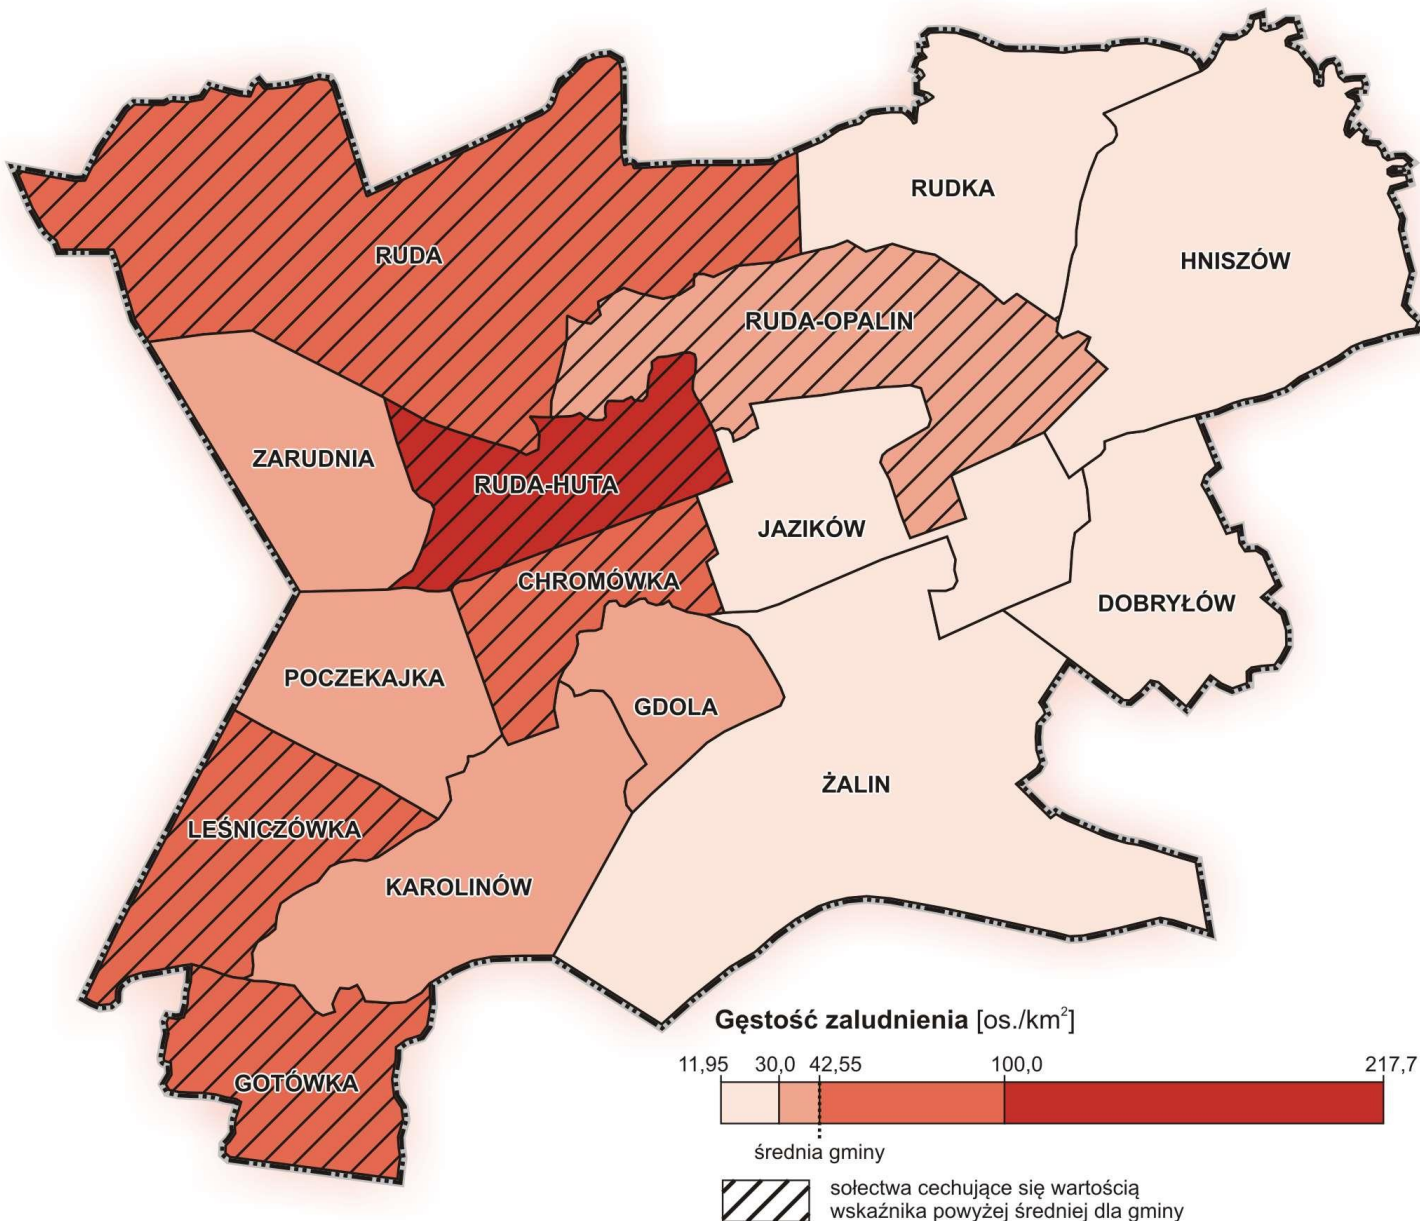 RUDKA
HNISZÓW
RUDA
RUDA-OPALIN
ZARUDNIA
RUDA-HUTA
JAZIKÓW
CHROMÓWKA
DOBRYŁÓW
POCZEKAJKA
GDOLA
ŻALIN
LEŚNICZÓWKA
KAROLINÓW
GOTÓWKA
Gęstość zaludnienia [os./km²]
11,95 30,0 42,55 100,0 217,7
średnia gminy
sołectwa cechujące się wartością
wskaźnika powyżej średniej dla gminy